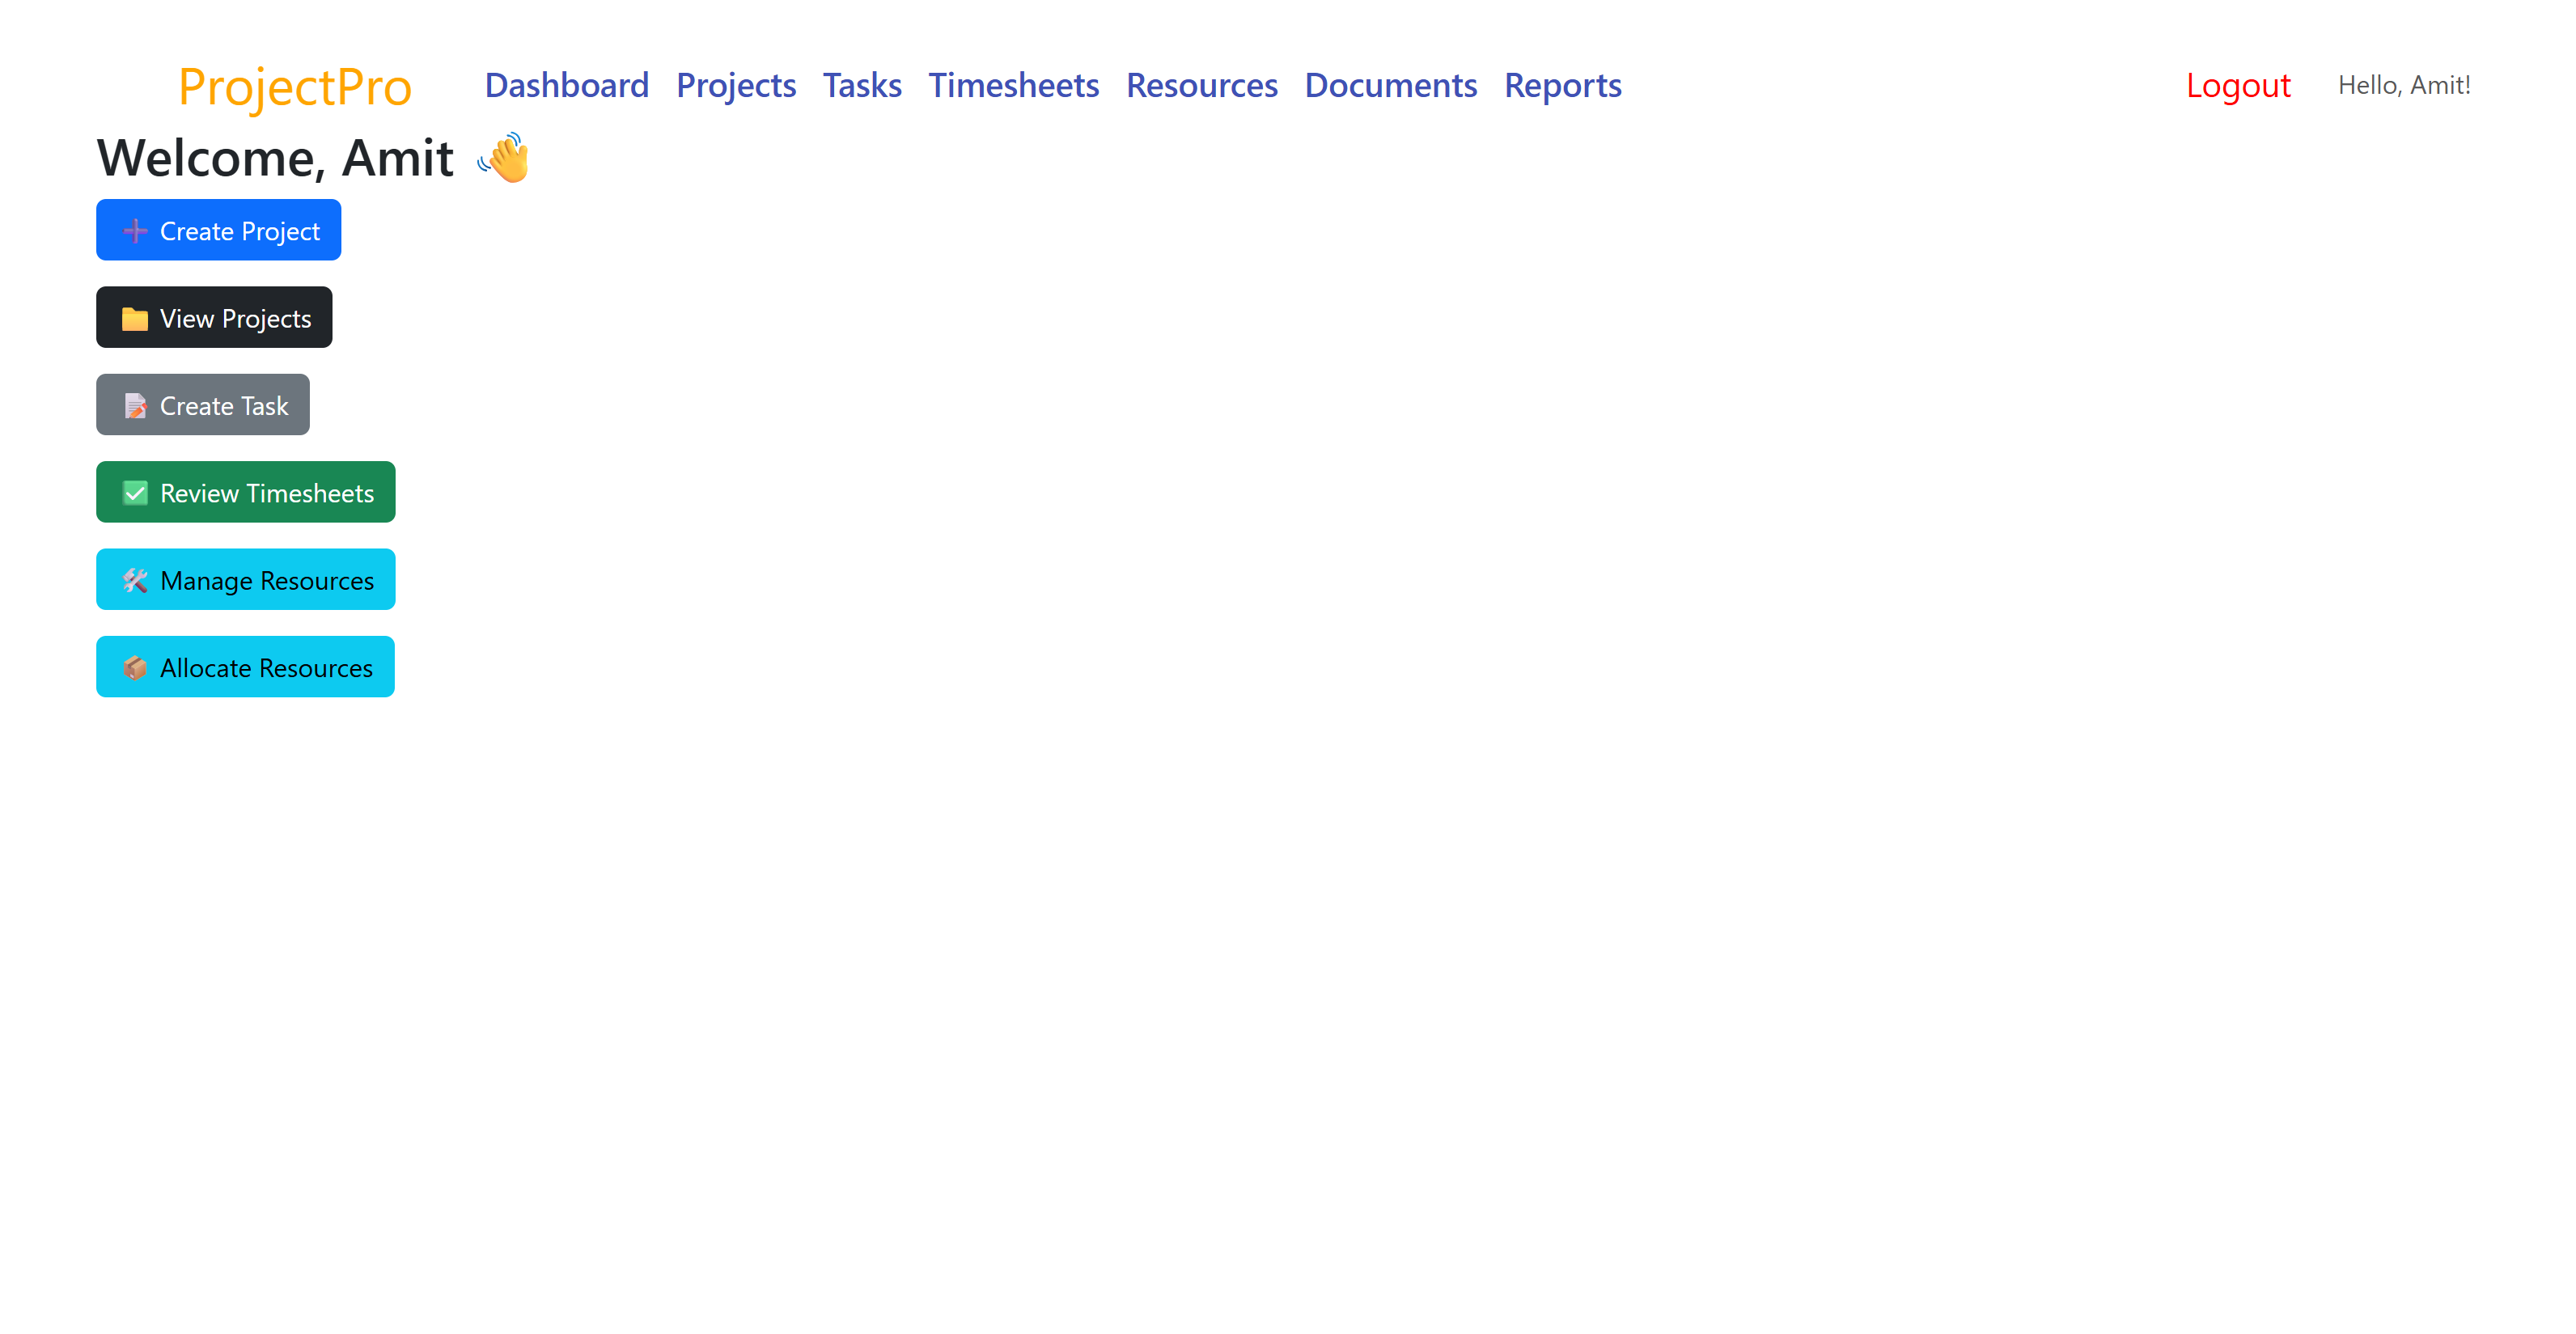 ProjectPro Dashboard Projects Tasks Timesheets Resources Documents Reports Logout Hello, Amit!
Welcome, Amit 👋
➕ Create Project
📁 View Projects
📝 Create Task
✅ Review Timesheets
🛠️ Manage Resources
📦 Allocate Resources